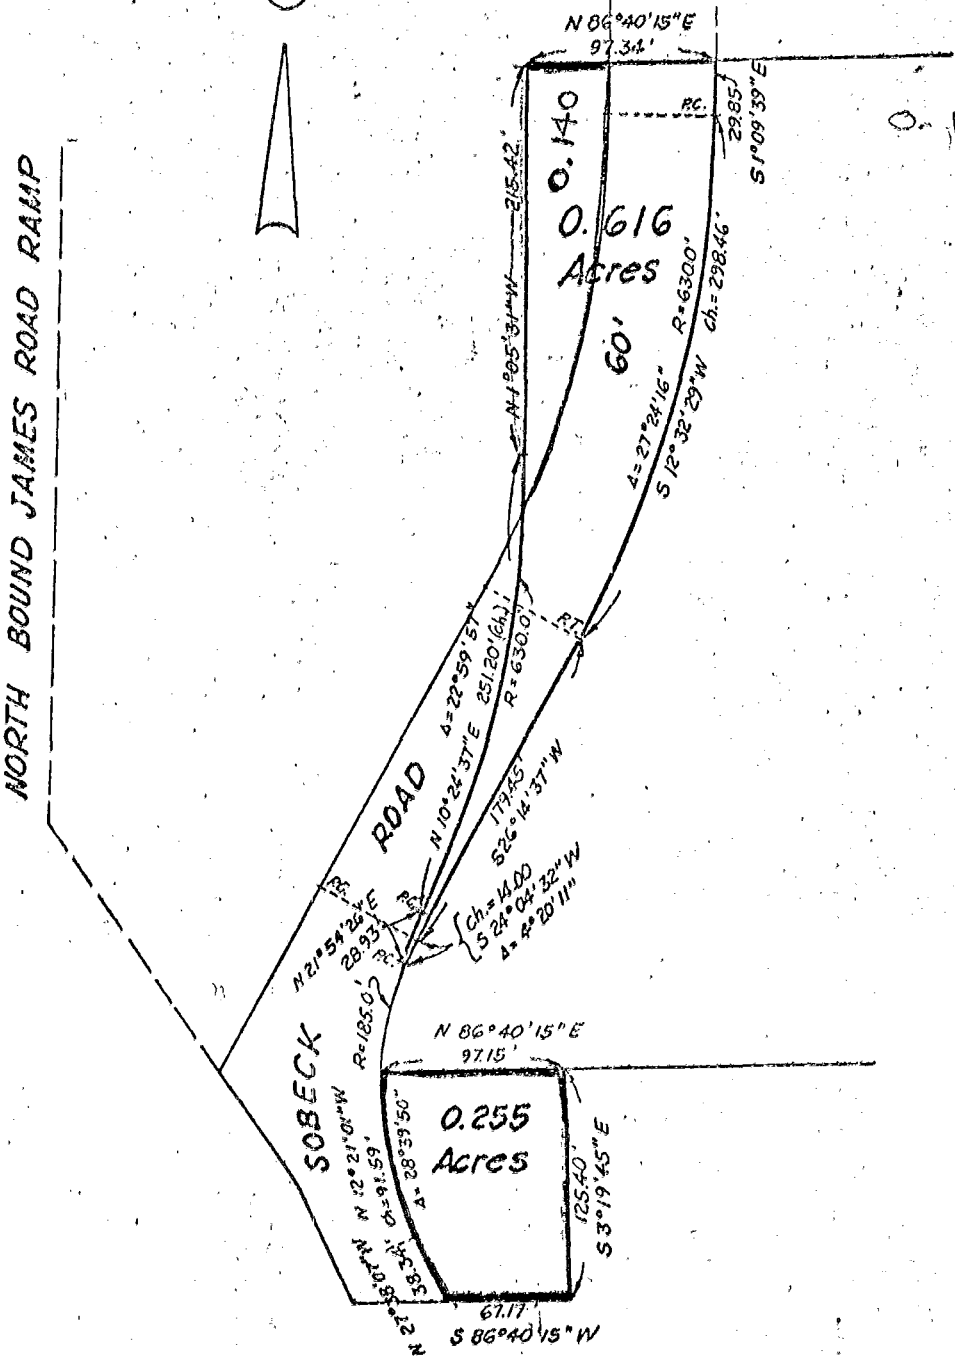 N 86°40'15"E
97.34'
NORTH BOUND JAMES ROAD RAMP
0.140
P.C.
29.85'
S 1°09'39"E
0.616
Acres
60'
N 1°05'31"W 215.42'
R=630.0'
Ch.=298.46'
Δ=27°24'16"
S 12°32'29"W
P.T.
Δ=22°59'57"
N 10°24'37"E 251.20'(Ch.)
R=630.0'
ROAD
179.45'
S26°14'37"W
P.C.
P.C.
P.C.
N 21°54'26"E
28.93'
Ch.=14.00
S 24°04'32"W
Δ=4°20'11"
R=185.0'
SOBECK
N 86°40'15"E
97.15'
0.255
Acres
Δ=28°39'50"
N 12°21'01"W
Ch.=91.59'
38.34'
125.40'
S 3°19'45"E
67.17'
S 86°40'15"W